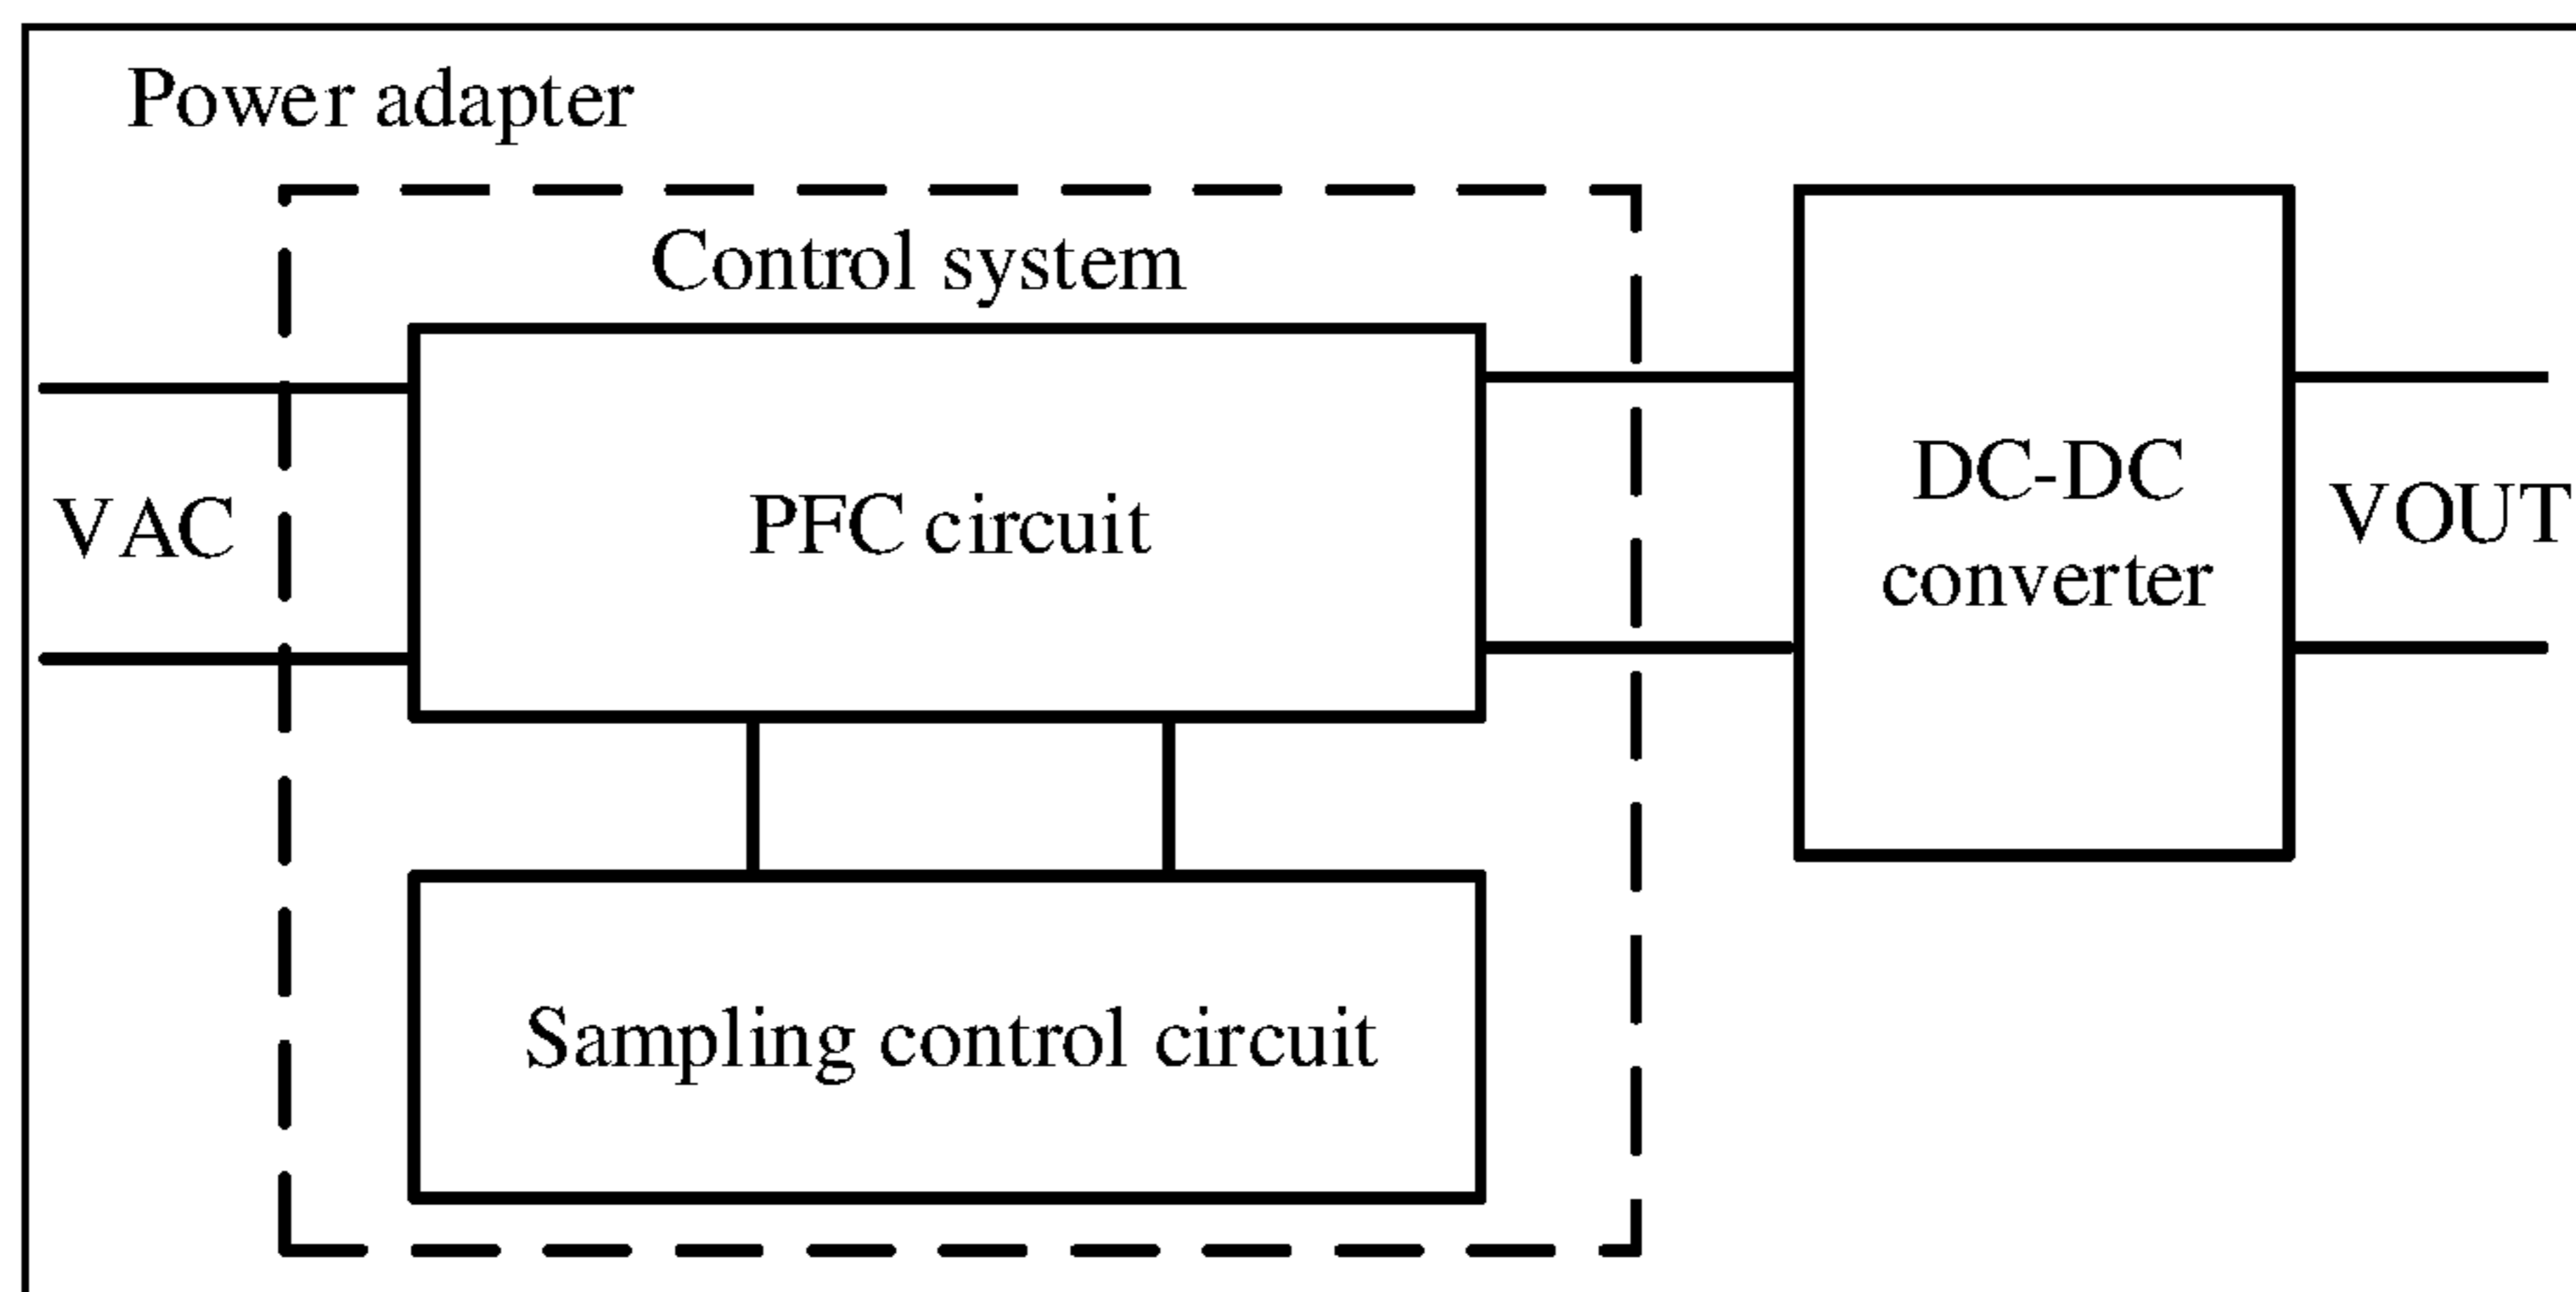 Power adapter
Control system
VAC
PFC circuit
DC-DC
converter
VOUT
Sampling control circuit